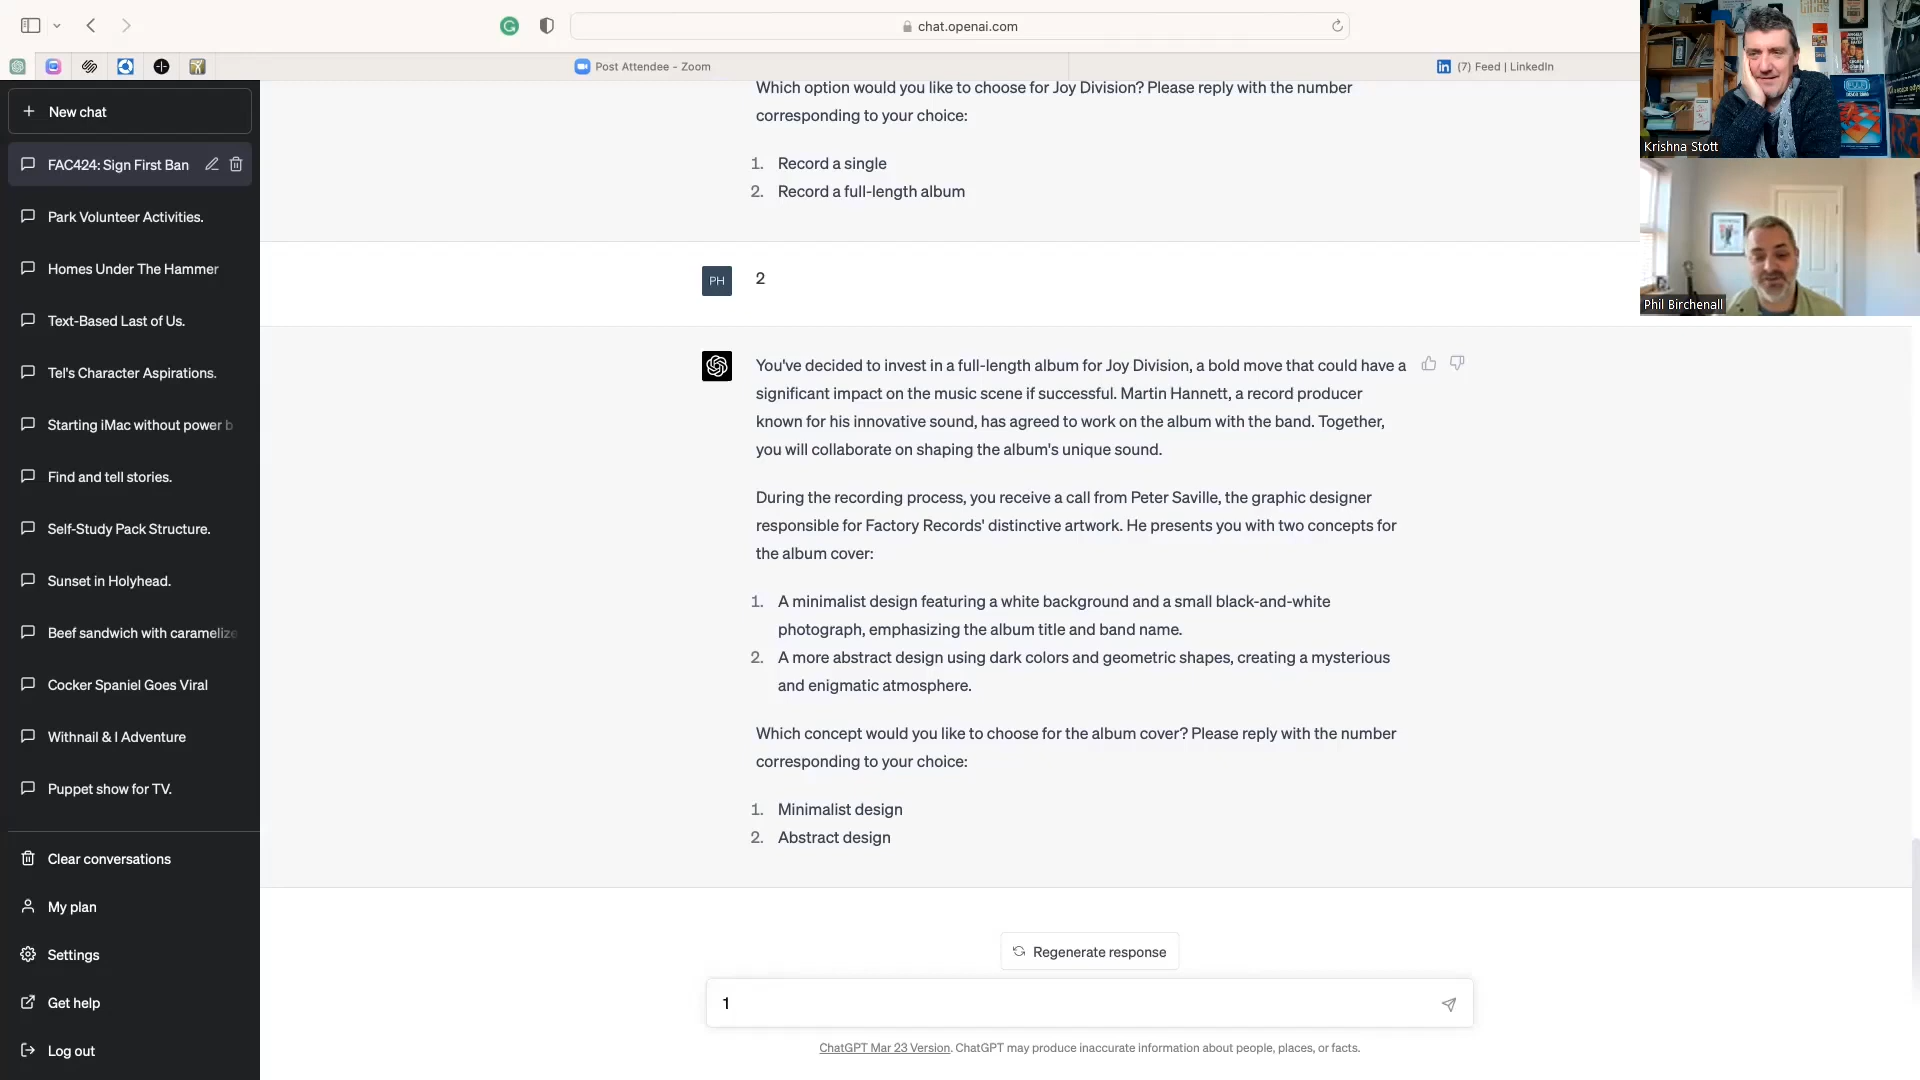 chat.openai.com
Post Attendee - Zoom
(7) Feed | LinkedIn
New chat
FAC424: Sign First Ban
Park Volunteer Activities.
Homes Under The Hammer
Text-Based Last of Us.
Tel's Character Aspirations.
Starting iMac without power b
Find and tell stories.
Self-Study Pack Structure.
Sunset in Holyhead.
Beef sandwich with caramelize
Cocker Spaniel Goes Viral
Withnail & I Adventure
Puppet show for TV.
Clear conversations
My plan
Settings
Get help
Log out
Which option would you like to choose for Joy Division? Please reply with the number
corresponding to your choice:
1. Record a single
2. Record a full-length album
PH
2
You've decided to invest in a full-length album for Joy Division, a bold move that could have a
significant impact on the music scene if successful. Martin Hannett, a record producer
known for his innovative sound, has agreed to work on the album with the band. Together,
you will collaborate on shaping the album's unique sound.
During the recording process, you receive a call from Peter Saville, the graphic designer
responsible for Factory Records' distinctive artwork. He presents you with two concepts for
the album cover:
1. A minimalist design featuring a white background and a small black-and-white
photograph, emphasizing the album title and band name.
2. A more abstract design using dark colors and geometric shapes, creating a mysterious
and enigmatic atmosphere.
Which concept would you like to choose for the album cover? Please reply with the number
corresponding to your choice:
1. Minimalist design
2. Abstract design
Regenerate response
1
ChatGPT Mar 23 Version. ChatGPT may produce inaccurate information about people, places, or facts.
Krishna Stott
Phil Birchenall
PULP